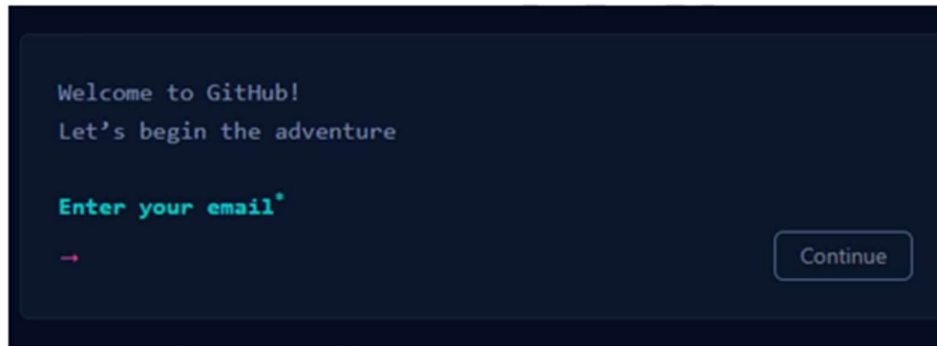 Welcome to GitHub!
Let’s begin the adventure
Enter your email*
→
Continue